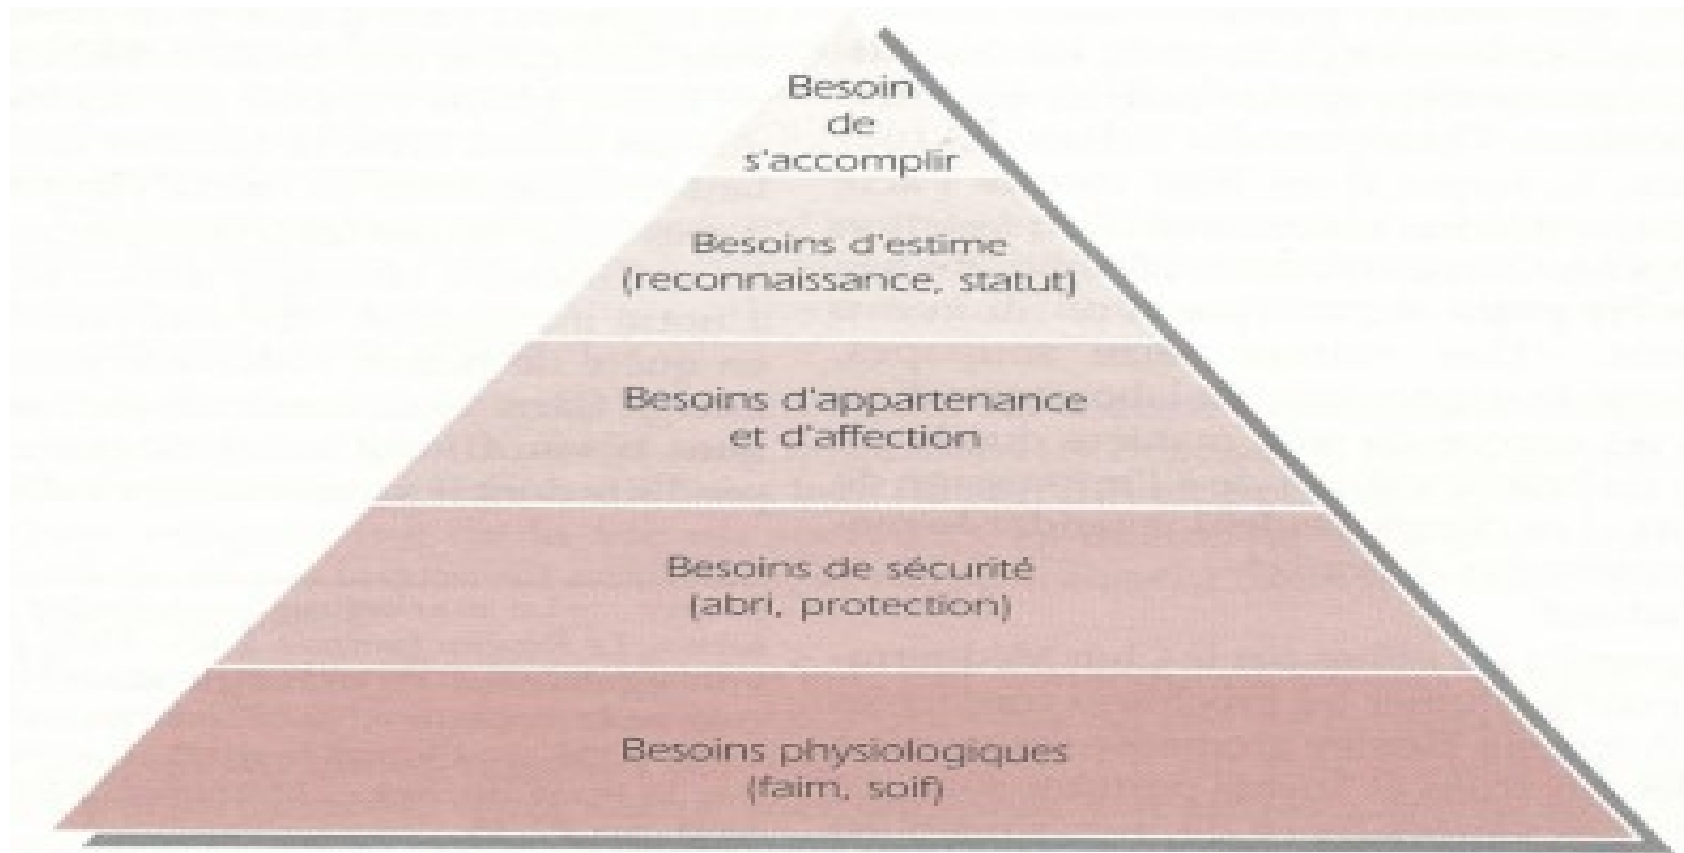 Besoin
de
s'accomplir
Besoins d'estime
(reconnaissance, statut)
Besoins d'appartenance
et d'affection
Besoins de sécurité
(abri, protection)
Besoins physiologiques
(faim, soif)